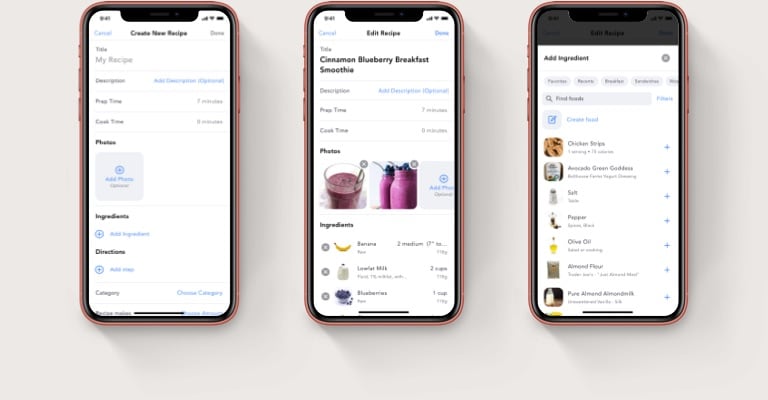 9:41
Cancel Create New Recipe Done
Title
My Recipe
Description Add Description (Optional)
Prep Time 7 minutes
Cook Time 0 minutes
Photos
Add Photo
Optional
Ingredients
Add Ingredient
Directions
Add step
Category Choose Category
Recipe makes Choose Amount
9:41
Cancel Edit Recipe Done
Title
Cinnamon Blueberry Breakfast
Smoothie
Description Add Description (Optional)
Prep Time 7 minutes
Cook Time 0 minutes
Photos
Add Photo
Optional
Ingredients
Banana 2 medium (7" to...
Raw 118g
Lowfat Milk 2 cups
Fluid, 1% milkfat, with...
Blueberries 1 cup
Raw
9:41
Cancel Edit Recipe Done
Add Ingredient
Favorites Recents Breakfast Sandwiches
Find foods Filters
Create food
Chicken Strips
1 serving • 70 calories
Avocado Green Goddess
Bolthouse Farms Yogurt Dressing
Salt
Table
Pepper
Spices, Black
Olive Oil
Salad or cooking
Almond Flour
Trader Joe's - "Just Almond Meal"
Pure Almond Almondmilk
Unsweetened Vanilla - Silk